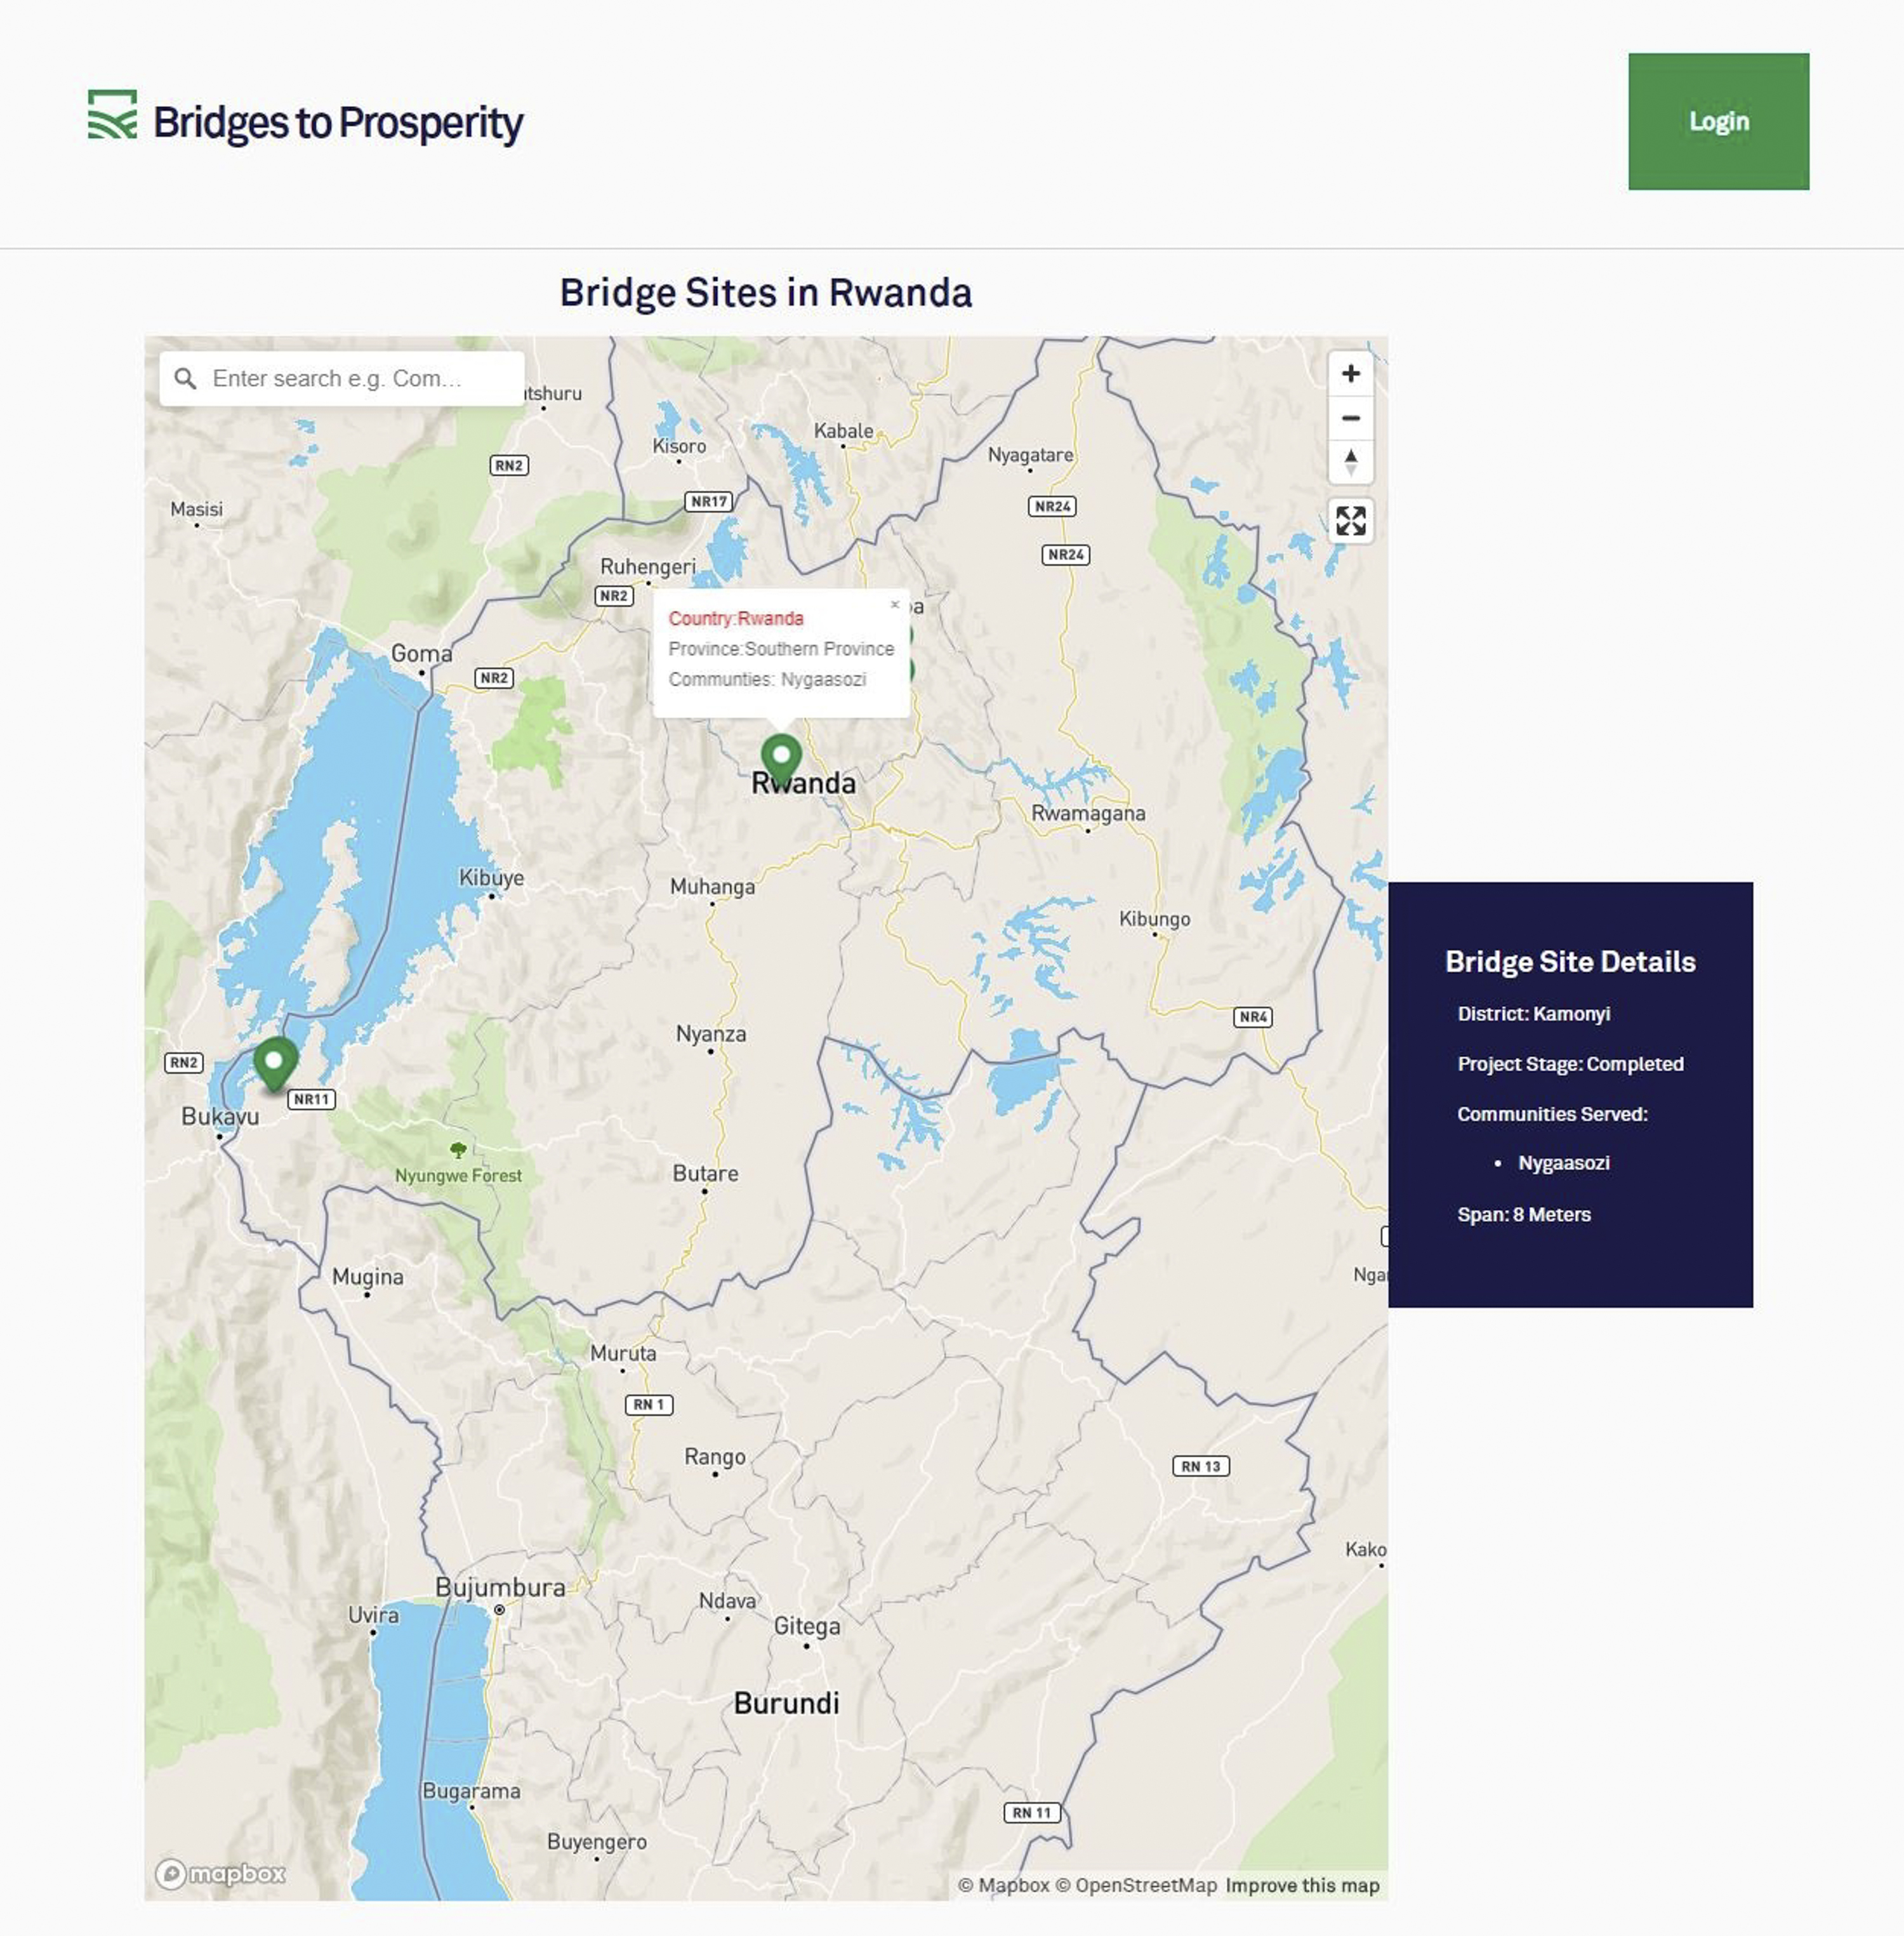 Bridges to Prosperity
Login
Bridge Sites in Rwanda
Enter search e.g. Com…
tshuru
Kabale
Kisoro
Nyagatare
RN2
NR17
NR24
Masisi
NR24
Ruhengeri
NR2
Country:Rwanda
×
Province:Southern Province
Communties: Nygaasozi
Goma
NR2
Rwanda
Rwamagana
Kibuye
Muhanga
Kibungo
Bridge Site Details
District: Kamonyi
Project Stage: Completed
Communities Served:
• Nygaasozi
Span: 8 Meters
NR4
Nyanza
RN2
NR11
Bukavu
Nyungwe Forest
Butare
Mugina
Muruta
RN 1
Rango
RN 13
Kako
Bujumbura
Uvira
Ndava
Gitega
Burundi
Bugarama
RN 11
Buyengero
mapbox
© Mapbox © OpenStreetMap Improve this map